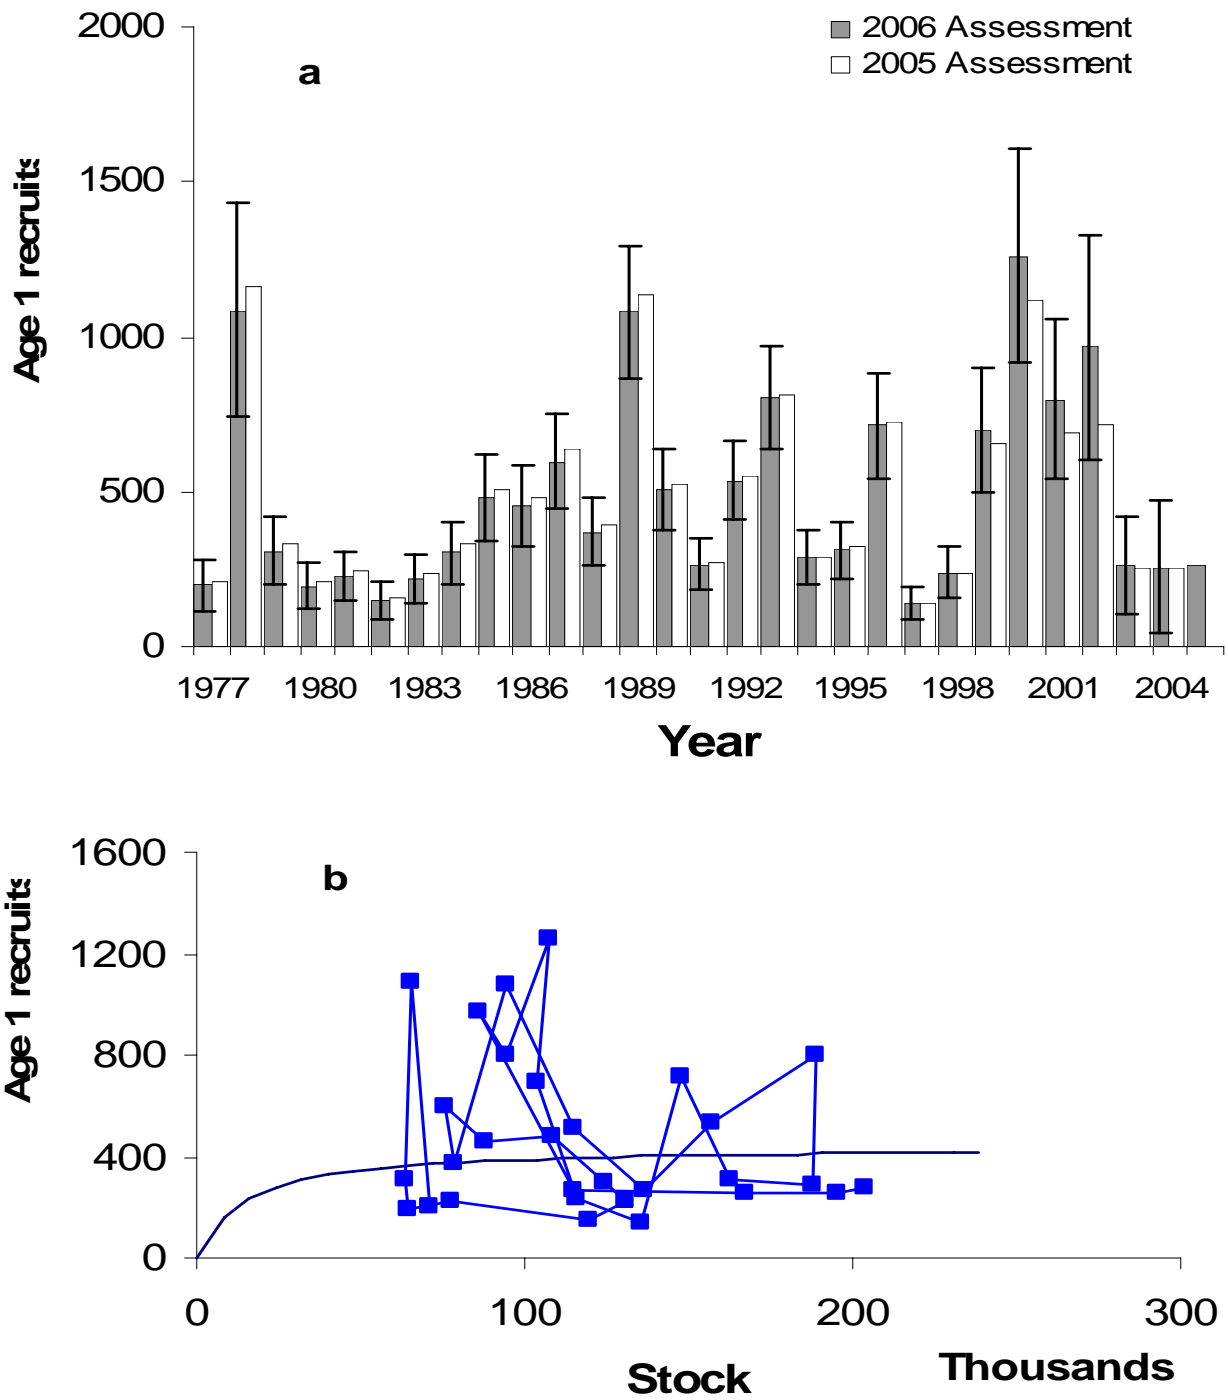 2000
2006 Assessment
2005 Assessment
a
1500
Age 1 recruits
1000
500
0
1977 1980 1983 1986 1989 1992 1995 1998 2001 2004
Year
1600
b
Age 1 recruits
1200
800
400
0
0 100 200 300
Stock Thousands